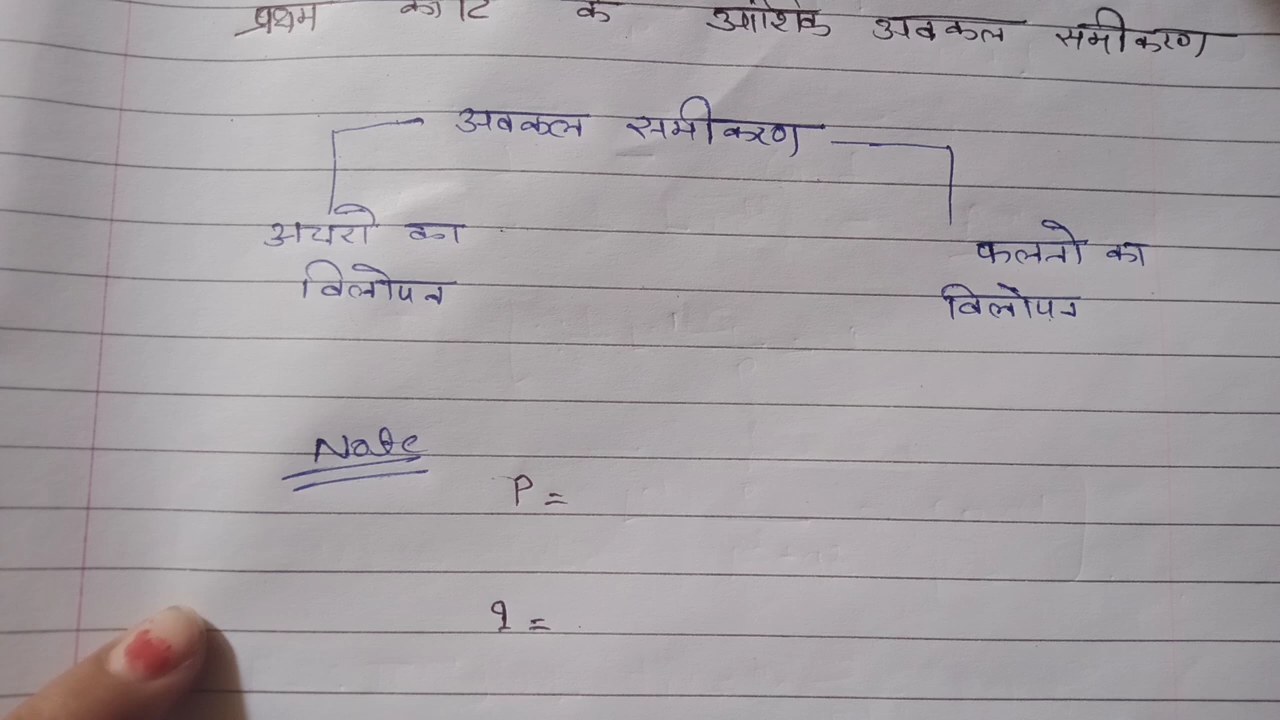 प्रथम कोटि के आंशिक अवकल समीकरण
अवकल समीकरण
अचरो का
विलोपन
फलनो का
विलोपन
Note
P =
q =